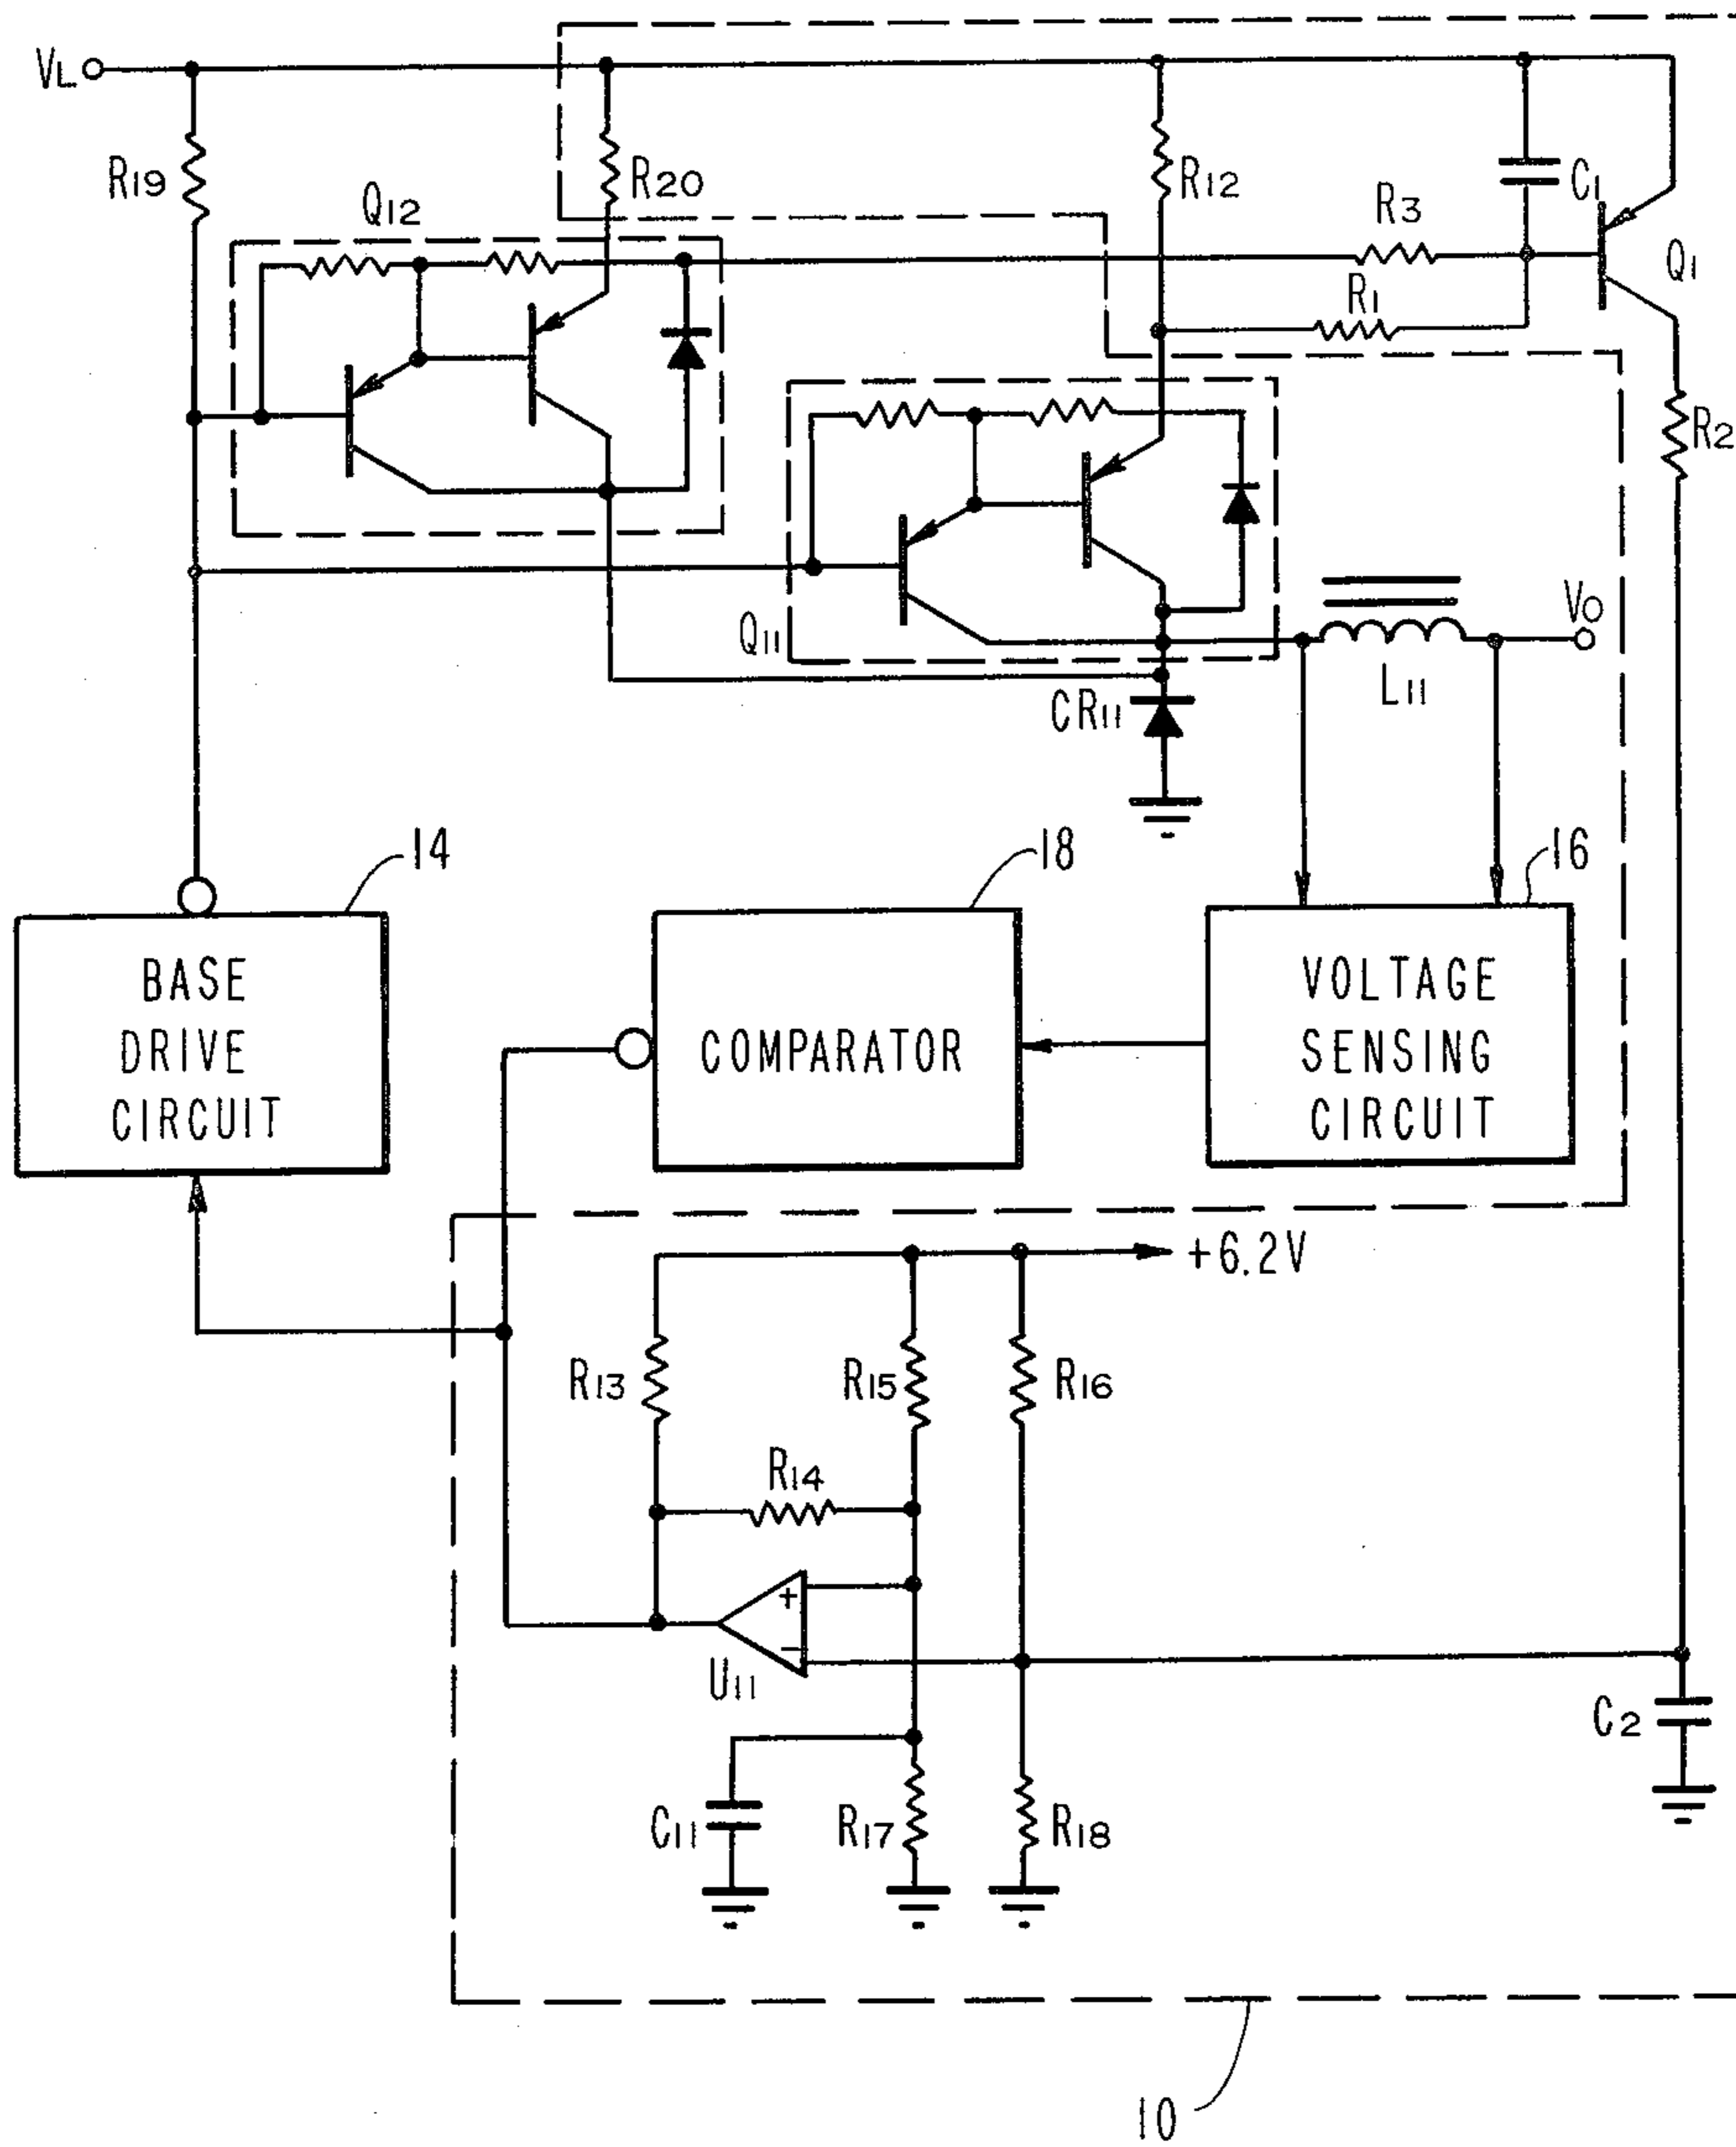 VL
R19
Q12
R20
R12
C1
R3
Q1
R1
R2
Q11
VO
L11
CR11
14
18
16
BASE
DRIVE
CIRCUIT
COMPARATOR
VOLTAGE
SENSING
CIRCUIT
+6.2V
R13
R15
R16
R14
+
−
U11
C2
C11
R17
R18
10